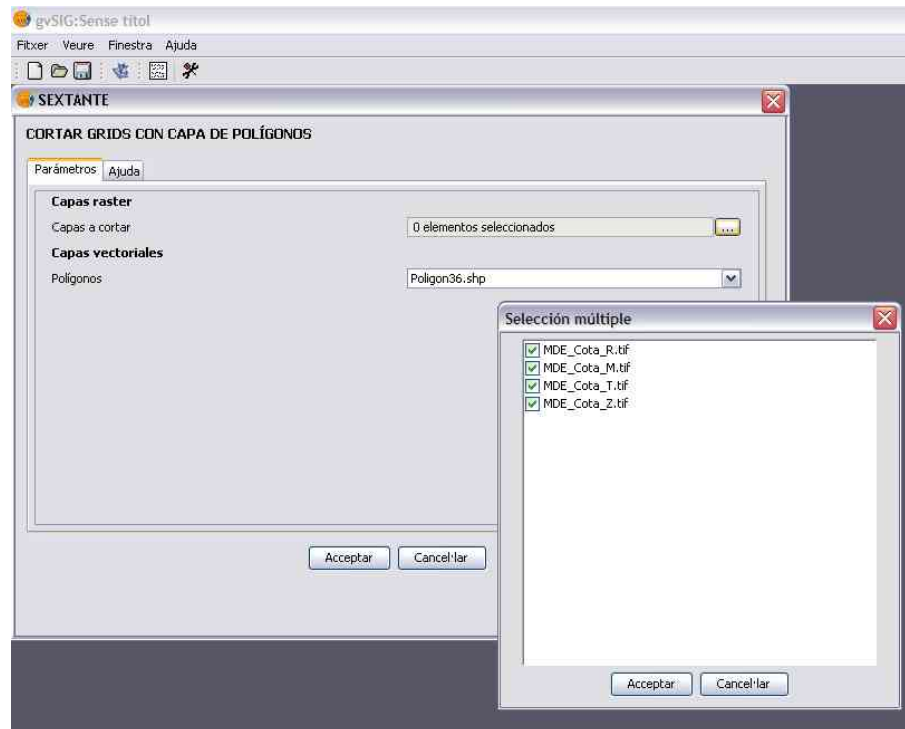 gvSIG:Sense títol
Fitxer Veure Finestra Ajuda
SEXTANTE
CORTAR GRIDS CON CAPA DE POLÍGONOS
Parámetros Ajuda
Capas raster
Capas a cortar 0 elementos seleccionados ...
Capas vectoriales
Polígonos Poligon36.shp
Selección múltiple
MDE_Cota_R.tif
MDE_Cota_M.tif
MDE_Cota_T.tif
MDE_Cota_Z.tif
Acceptar Cancel·lar
Acceptar Cancel·lar